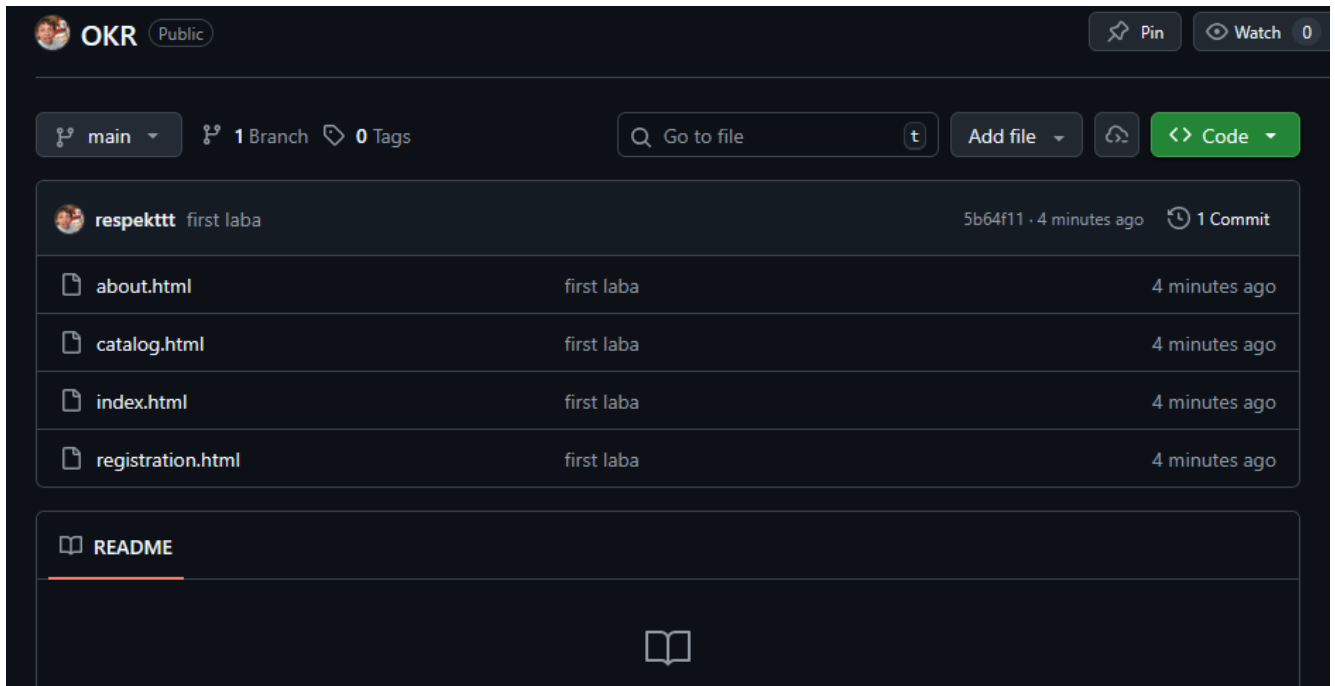 OKR Public Pin Watch 0
main 1 Branch 0 Tags Go to file t Add file Code
respekttt first laba 5b64f11 · 4 minutes ago 1 Commit
about.html first laba 4 minutes ago
catalog.html first laba 4 minutes ago
index.html first laba 4 minutes ago
registration.html first laba 4 minutes ago
README